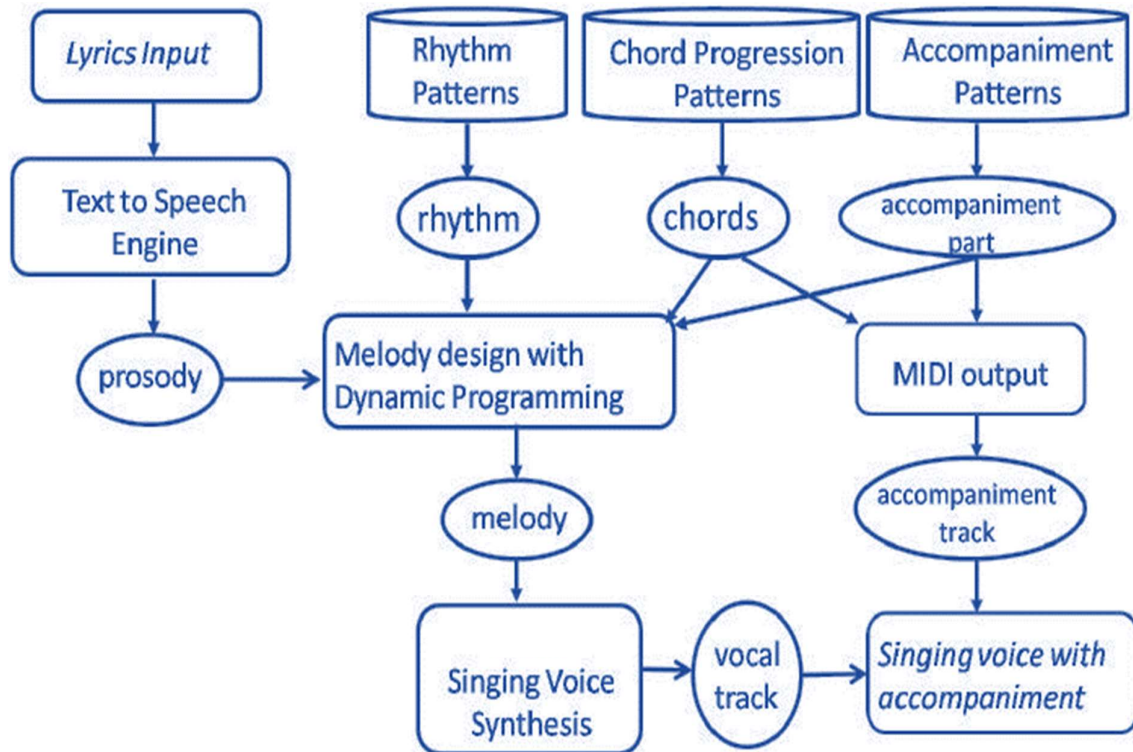 Lyrics Input
Rhythm
Patterns
Chord Progression
Patterns
Accompaniment
Patterns
Text to Speech
Engine
rhythm
chords
accompaniment
part
prosody
Melody design with
Dynamic Programming
MIDI output
melody
accompaniment
track
Singing Voice
Synthesis
vocal
track
Singing voice with
accompaniment